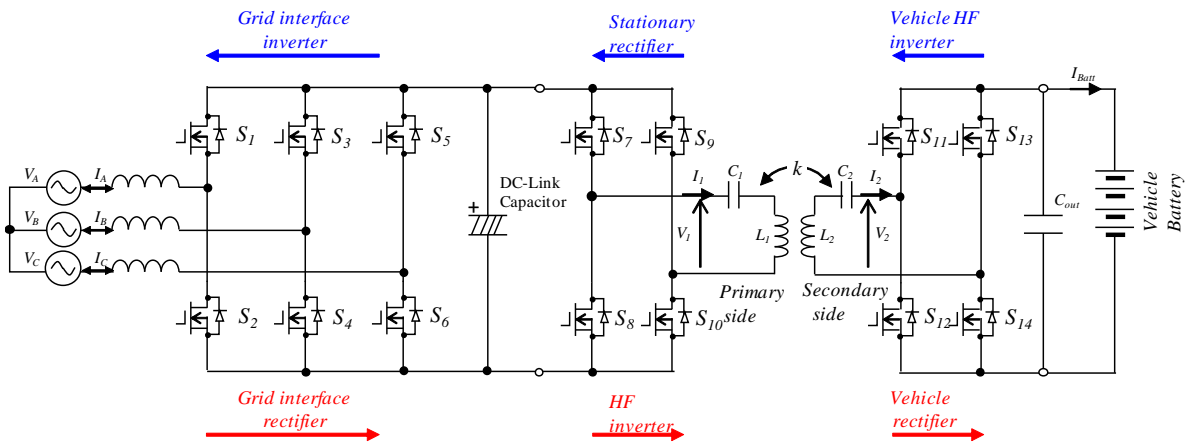 Grid interface
inverter
Stationary
rectifier
Vehicle HF
inverter
I_Batt
S_1
S_3
S_5
S_7
S_9
S_11
S_13
V_A
I_A
V_B
I_B
V_C
I_C
+
DC-Link
Capacitor
I_1
C_1
k
C_2
I_2
V_1
L_1
L_2
V_2
C_out
Vehicle
Battery
Primary
side
Secondary
side
S_2
S_4
S_6
S_8
S_10
S_12
S_14
Grid interface
rectifier
HF
inverter
Vehicle
rectifier